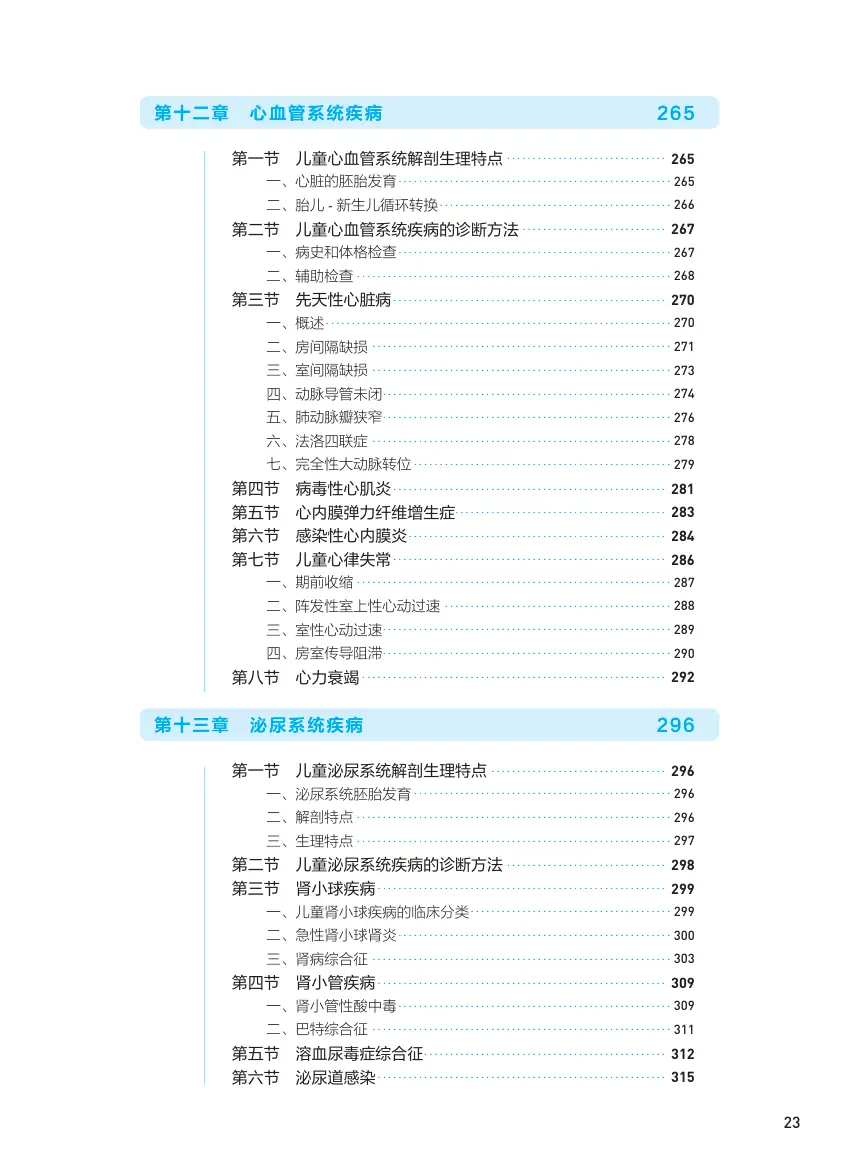 第十二章 心血管系统疾病 265
第一节 儿童心血管系统解剖生理特点 265
一、心脏的胚胎发育 265
二、胎儿 - 新生儿循环转换 266
第二节 儿童心血管系统疾病的诊断方法 267
一、病史和体格检查 267
二、辅助检查 268
第三节 先天性心脏病 270
一、概述 270
二、房间隔缺损 271
三、室间隔缺损 273
四、动脉导管未闭 274
五、肺动脉瓣狭窄 276
六、法洛四联症 278
七、完全性大动脉转位 279
第四节 病毒性心肌炎 281
第五节 心内膜弹力纤维增生症 283
第六节 感染性心内膜炎 284
第七节 儿童心律失常 286
一、期前收缩 287
二、阵发性室上性心动过速 288
三、室性心动过速 289
四、房室传导阻滞 290
第八节 心力衰竭 292
第十三章 泌尿系统疾病 296
第一节 儿童泌尿系统解剖生理特点 296
一、泌尿系统胚胎发育 296
二、解剖特点 296
三、生理特点 297
第二节 儿童泌尿系统疾病的诊断方法 298
第三节 肾小球疾病 299
一、儿童肾小球疾病的临床分类 299
二、急性肾小球肾炎 300
三、肾病综合征 303
第四节 肾小管疾病 309
一、肾小管性酸中毒 309
二、巴特综合征 311
第五节 溶血尿毒症综合征 312
第六节 泌尿道感染 315
23